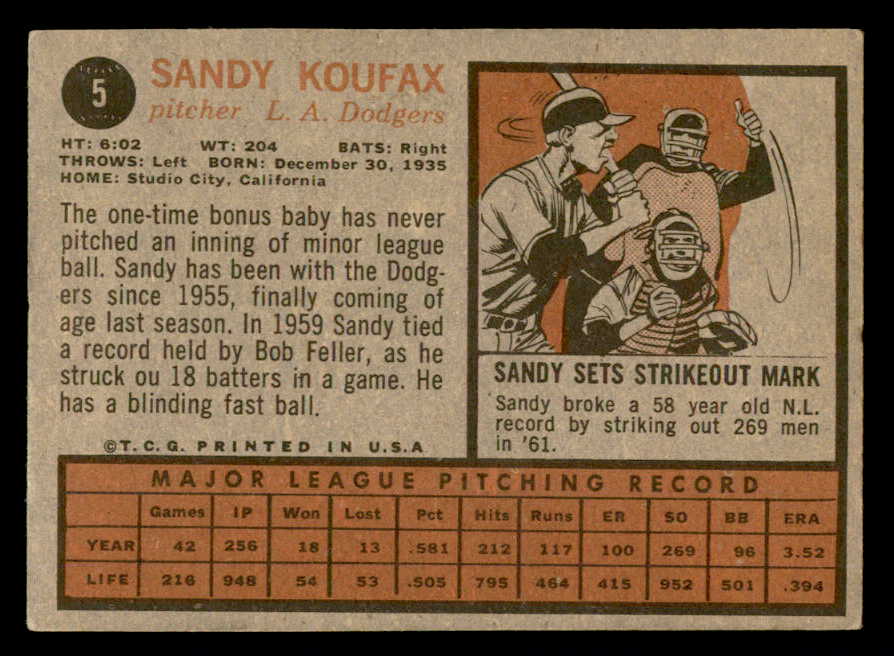 5
SANDY KOUFAX
pitcher L. A. Dodgers
HT: 6:02 WT: 204 BATS: Right
THROWS: Left BORN: December 30, 1935
HOME: Studio City, California
The one-time bonus baby has never
pitched an inning of minor league
ball. Sandy has been with the Dodg-
ers since 1955, finally coming of
age last season. In 1959 Sandy tied
a record held by Bob Feller, as he
struck ou 18 batters in a game. He
has a blinding fast ball.
©T.C.G. PRINTED IN U.S.A
SANDY SETS STRIKEOUT MARK
Sandy broke a 58 year old N.L.
record by striking out 269 men
in '61.
MAJOR LEAGUE PITCHING RECORD
Games IP Won Lost Pct Hits Runs ER SO BB ERA
YEAR 42 256 18 13 .581 212 117 100 269 96 3.52
LIFE 216 948 54 53 .505 795 464 415 952 501 .394